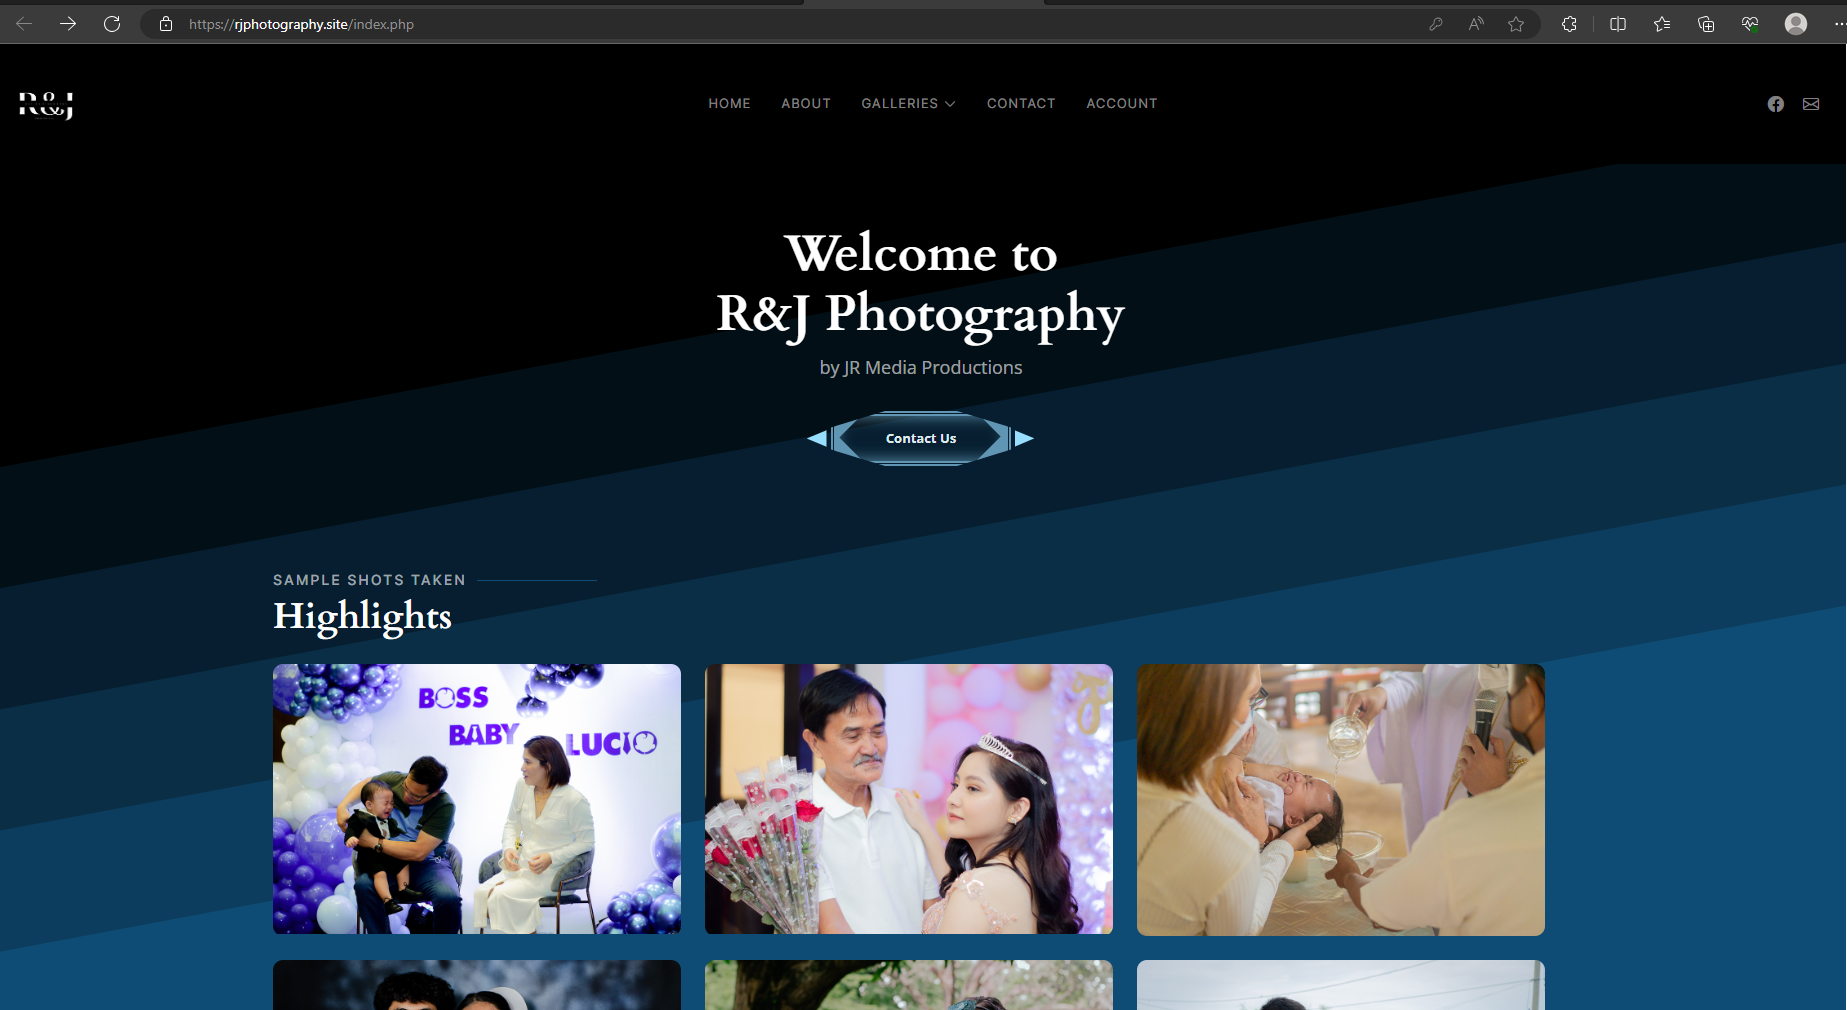 https://rjphotography.site/index.php
R&J
HOME
ABOUT
GALLERIES
CONTACT
ACCOUNT
Welcome to
R&J Photography
by JR Media Productions
Contact Us
SAMPLE SHOTS TAKEN
Highlights
BOSS
BABY
LUCIO